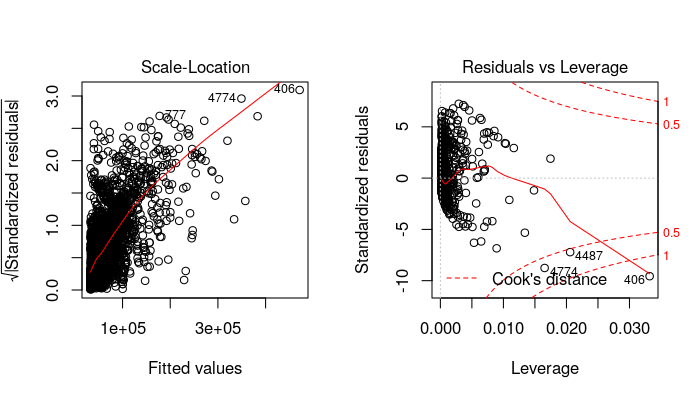 Scale-Location
√|Standardized residuals|
0.0
1.0
2.0
3.0
406
4774
777
1e+05
3e+05
Fitted values
Residuals vs Leverage
Standardized residuals
-10
-5
0
5
1
0.5
0.5
1
4487
4774
406
Cook's distance
0.000
0.010
0.020
0.030
Leverage